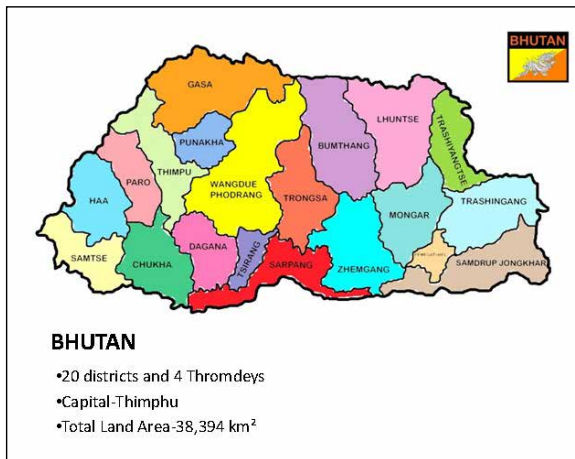 BHUTAN
GASA
PUNAKHA
THIMPU
PARO
HAA
SAMTSE
CHUKHA
DAGANA
TSIRANG
WANGDUE
PHODRANG
TRONGSA
SARPANG
BUMTHANG
ZHEMGANG
LHUNTSE
MONGAR
TRASHIYANGTSE
TRASHINGANG
SAMDRUP JONGKHAR
BHUTAN
•20 districts and 4 Thromdeys
•Capital-Thimphu
•Total Land Area-38,394 km²